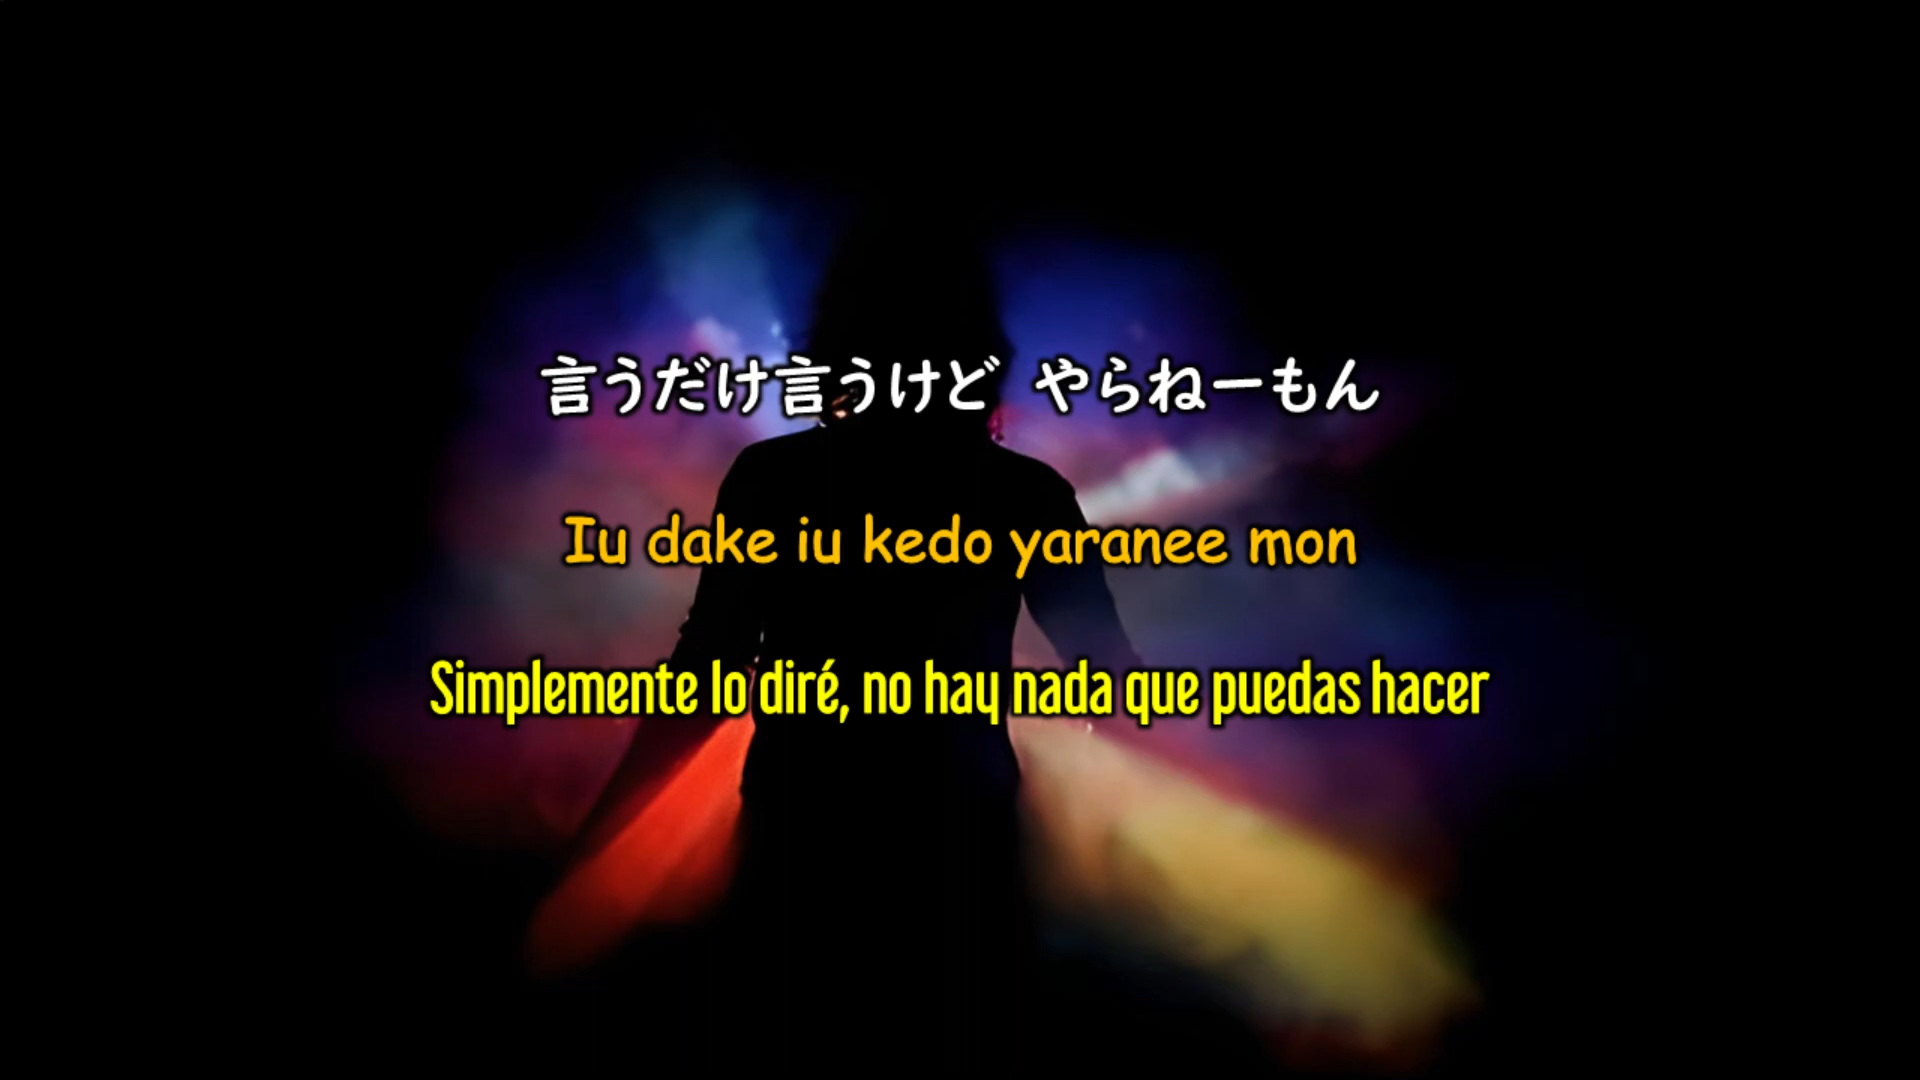 言うだけ言うけど　やらねーもん
Iu dake iu kedo yaranee mon
Simplemente lo diré, no hay nada que puedas hacer